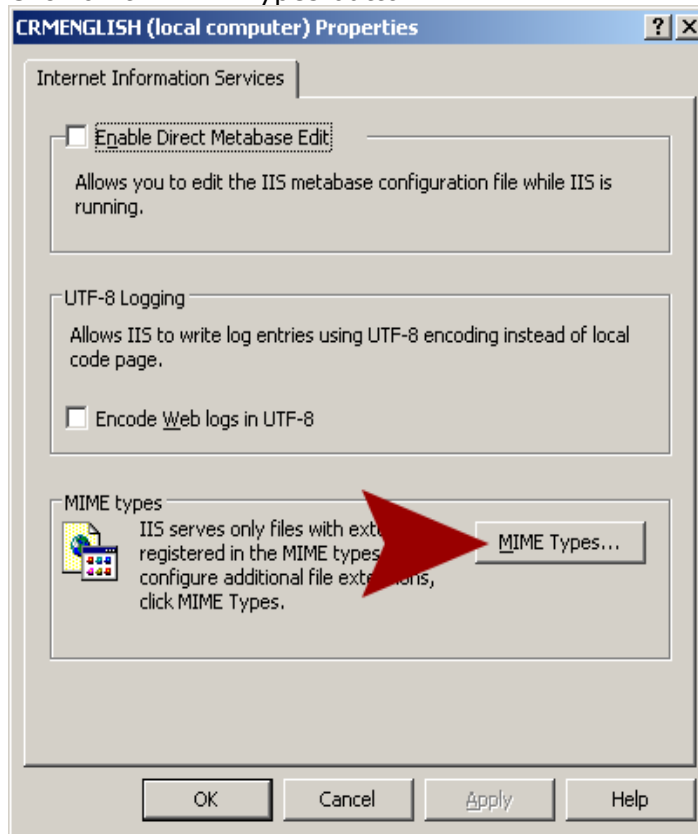 CRMENGLISH (local computer) Properties
Internet Information Services
Enable Direct Metabase Edit
Allows you to edit the IIS metabase configuration file while IIS is
running.
UTF-8 Logging
Allows IIS to write log entries using UTF-8 encoding instead of local
code page.
Encode Web logs in UTF-8
MIME types
IIS serves only files with
registered in the MIME types
configure additional file
click MIME Types.
MIME Types...
OK
Cancel
Apply
Help